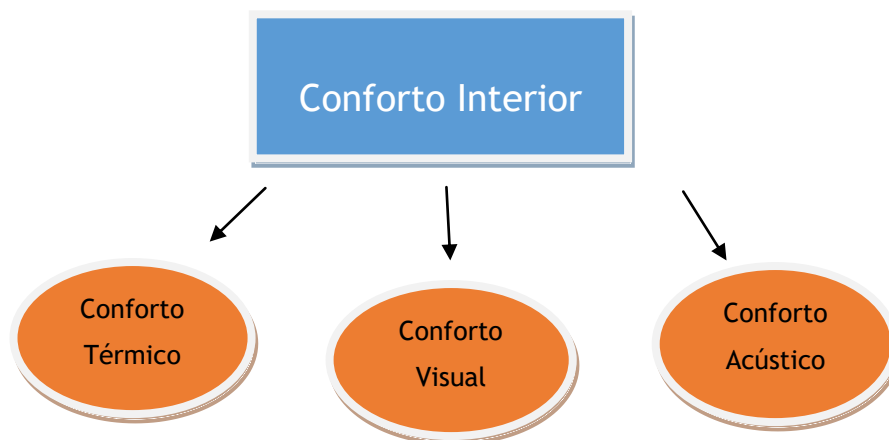 Conforto Interior
Conforto
Térmico
Conforto
Visual
Conforto
Acústico